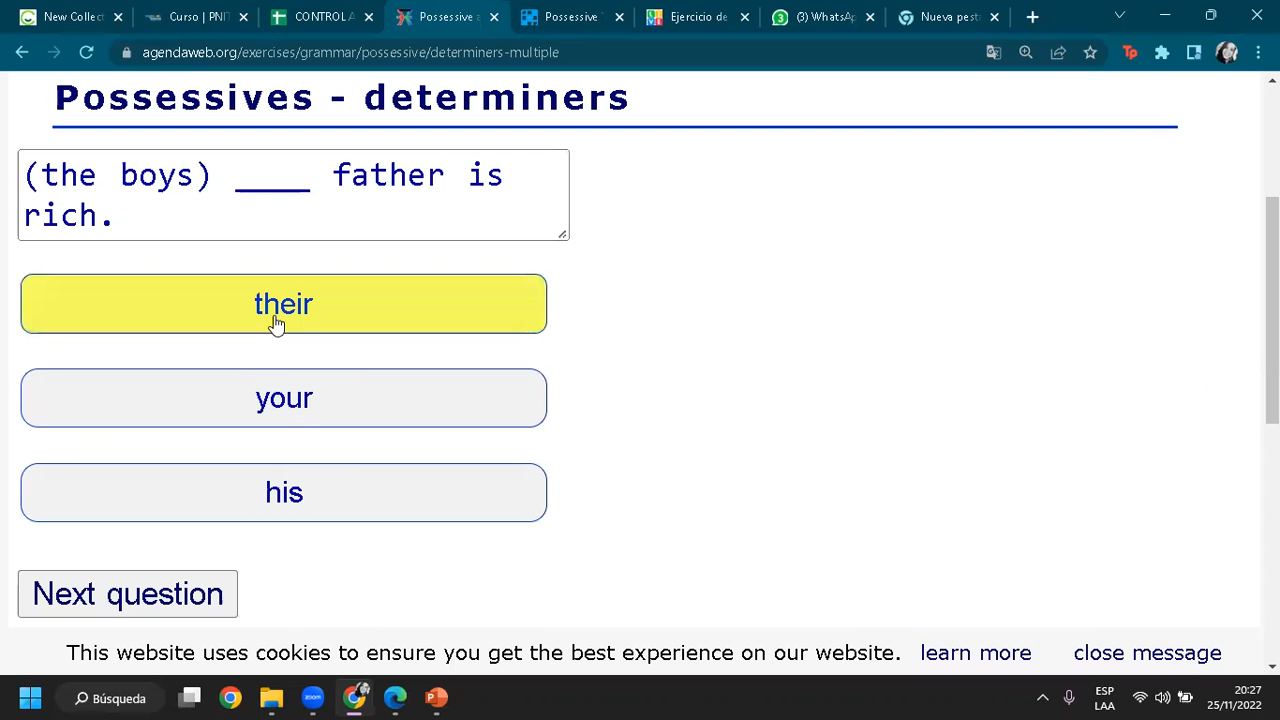 New Collect
Curso | PNIT
CONTROL A
Possessive a
Possessive 
Ejercicio de
(3) WhatsAp
Nueva pest
agendaweb.org/exercises/grammar/possessive/determiners-multiple
Possessives - determiners
(the boys) ____ father is
rich.
their
your
his
Next question
This website uses cookies to ensure you get the best experience on our website. learn more close message
Búsqueda
zoom
ESP
LAA
20:27
25/11/2022